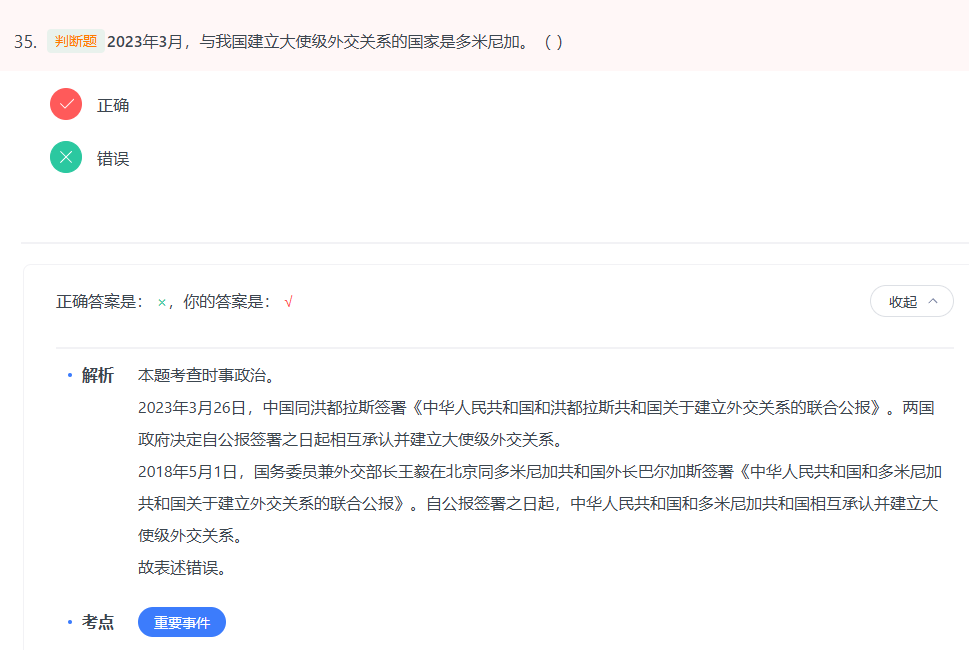 35. 判断题 2023年3月，与我国建立大使级外交关系的国家是多米尼加。（ ）
正确
错误
正确答案是： ×，你的答案是： √
收起
解析 本题考查时事政治。
2023年3月26日，中国同洪都拉斯签署《中华人民共和国和洪都拉斯共和国关于建立外交关系的联合公报》。两国
政府决定自公报签署之日起相互承认并建立大使级外交关系。
2018年5月1日，国务委员兼外交部长王毅在北京同多米尼加共和国外长巴尔加斯签署《中华人民共和国和多米尼加
共和国关于建立外交关系的联合公报》。自公报签署之日起，中华人民共和国和多米尼加共和国相互承认并建立大
使级外交关系。
故表述错误。
考点 重要事件